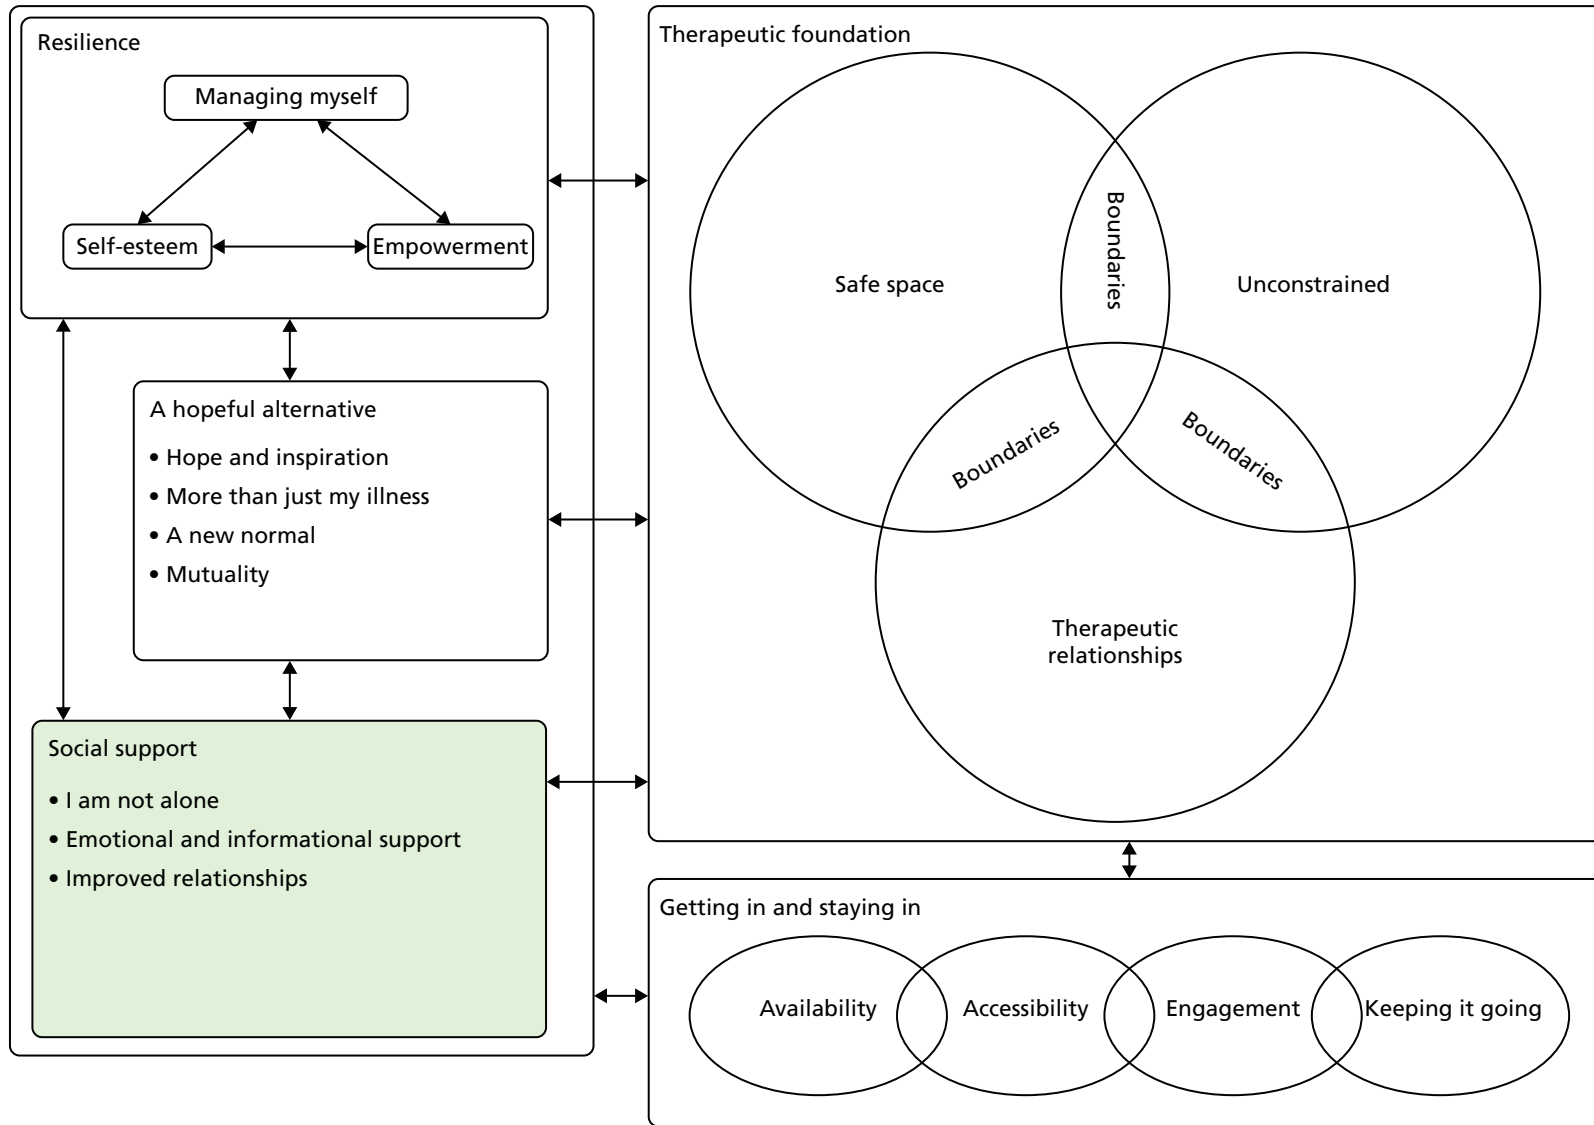 Resilience
Managing myself
Self-esteem
Empowerment
A hopeful alternative
• Hope and inspiration
• More than just my illness
• A new normal
• Mutuality
Social support
• I am not alone
• Emotional and informational support
• Improved relationships
Therapeutic foundation
Safe space
Boundaries
Unconstrained
Boundaries
Boundaries
Therapeutic
relationships
Getting in and staying in
Availability
Accessibility
Engagement
Keeping it going